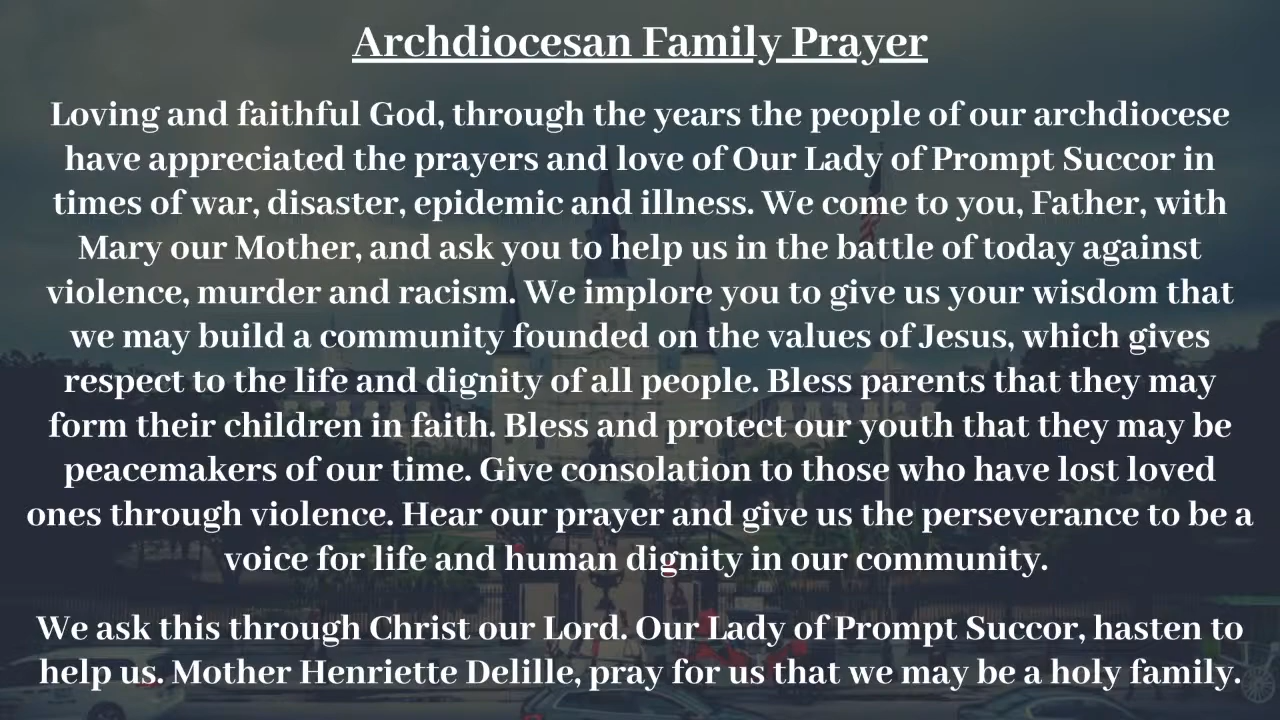 Archdiocesan Family Prayer
Loving and faithful God, through the years the people of our archdiocese
have appreciated the prayers and love of Our Lady of Prompt Succor in
times of war, disaster, epidemic and illness. We come to you, Father, with
Mary our Mother, and ask you to help us in the battle of today against
violence, murder and racism. We implore you to give us your wisdom that
we may build a community founded on the values of Jesus, which gives
respect to the life and dignity of all people. Bless parents that they may
form their children in faith. Bless and protect our youth that they may be
peacemakers of our time. Give consolation to those who have lost loved
ones through violence. Hear our prayer and give us the perseverance to be a
voice for life and human dignity in our community.
We ask this through Christ our Lord. Our Lady of Prompt Succor, hasten to
help us. Mother Henriette Delille, pray for us that we may be a holy family.